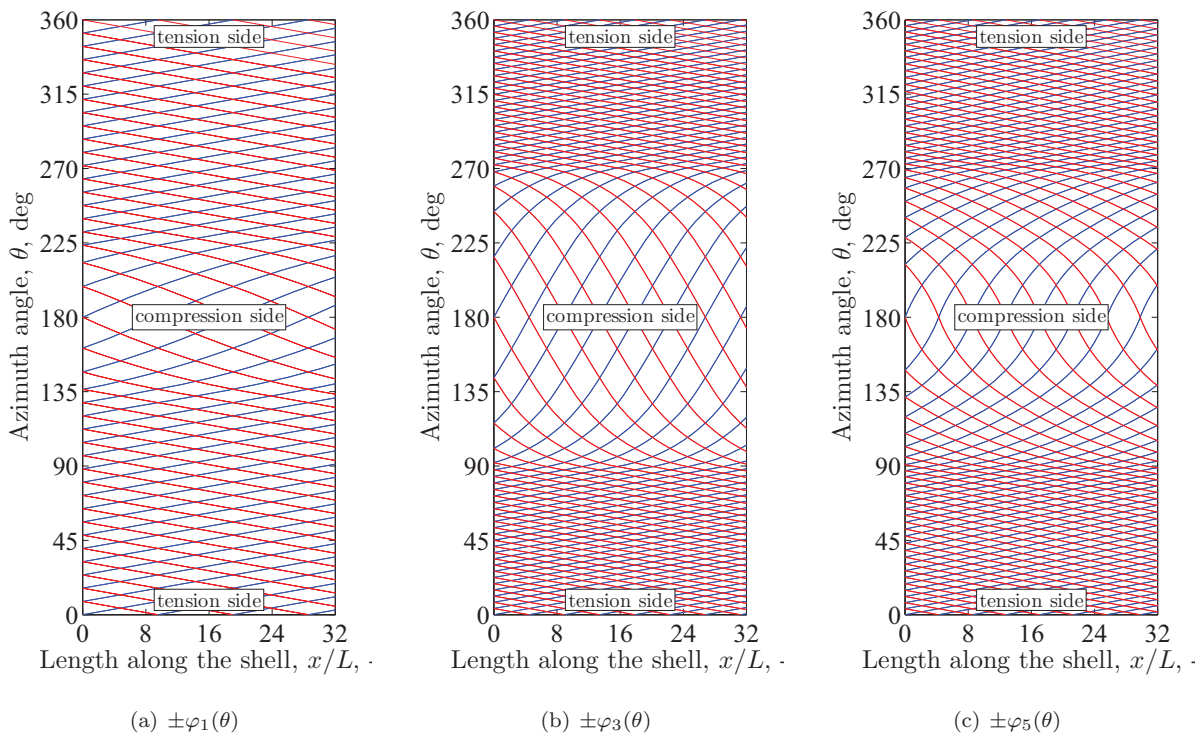 360
315
270
225
180
135
90
45
0
Azimuth angle, θ, deg
tension side
compression side
tension side
0 8 16 24 32
Length along the shell, x/L, -
(a) ±φ₁(θ)
360
315
270
225
180
135
90
45
0
Azimuth angle, θ, deg
tension side
compression side
tension side
0 8 16 24 32
Length along the shell, x/L, -
(b) ±φ₃(θ)
360
315
270
225
180
135
90
45
0
Azimuth angle, θ, deg
tension side
compression side
tension side
0 8 16 24 32
Length along the shell, x/L, -
(c) ±φ₅(θ)